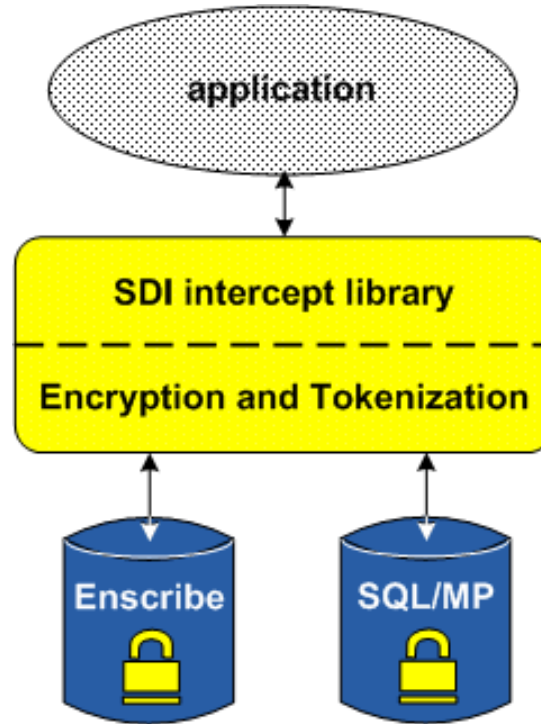 application
SDI intercept library
Encryption and Tokenization
Enscribe
SQL/MP